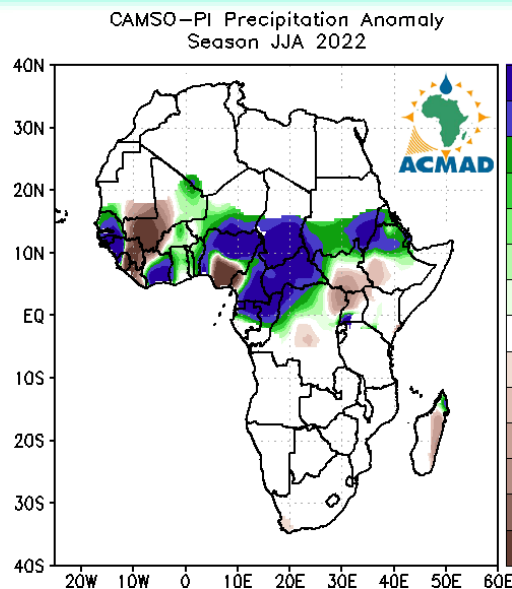 CAMSO-PI Precipitation Anomaly
Season JJA 2022
40N
30N
20N
10N
EQ
10S
20S
30S
40S
ACMAD
20W 10W 0 10E 20E 30E 40E 50E 60E